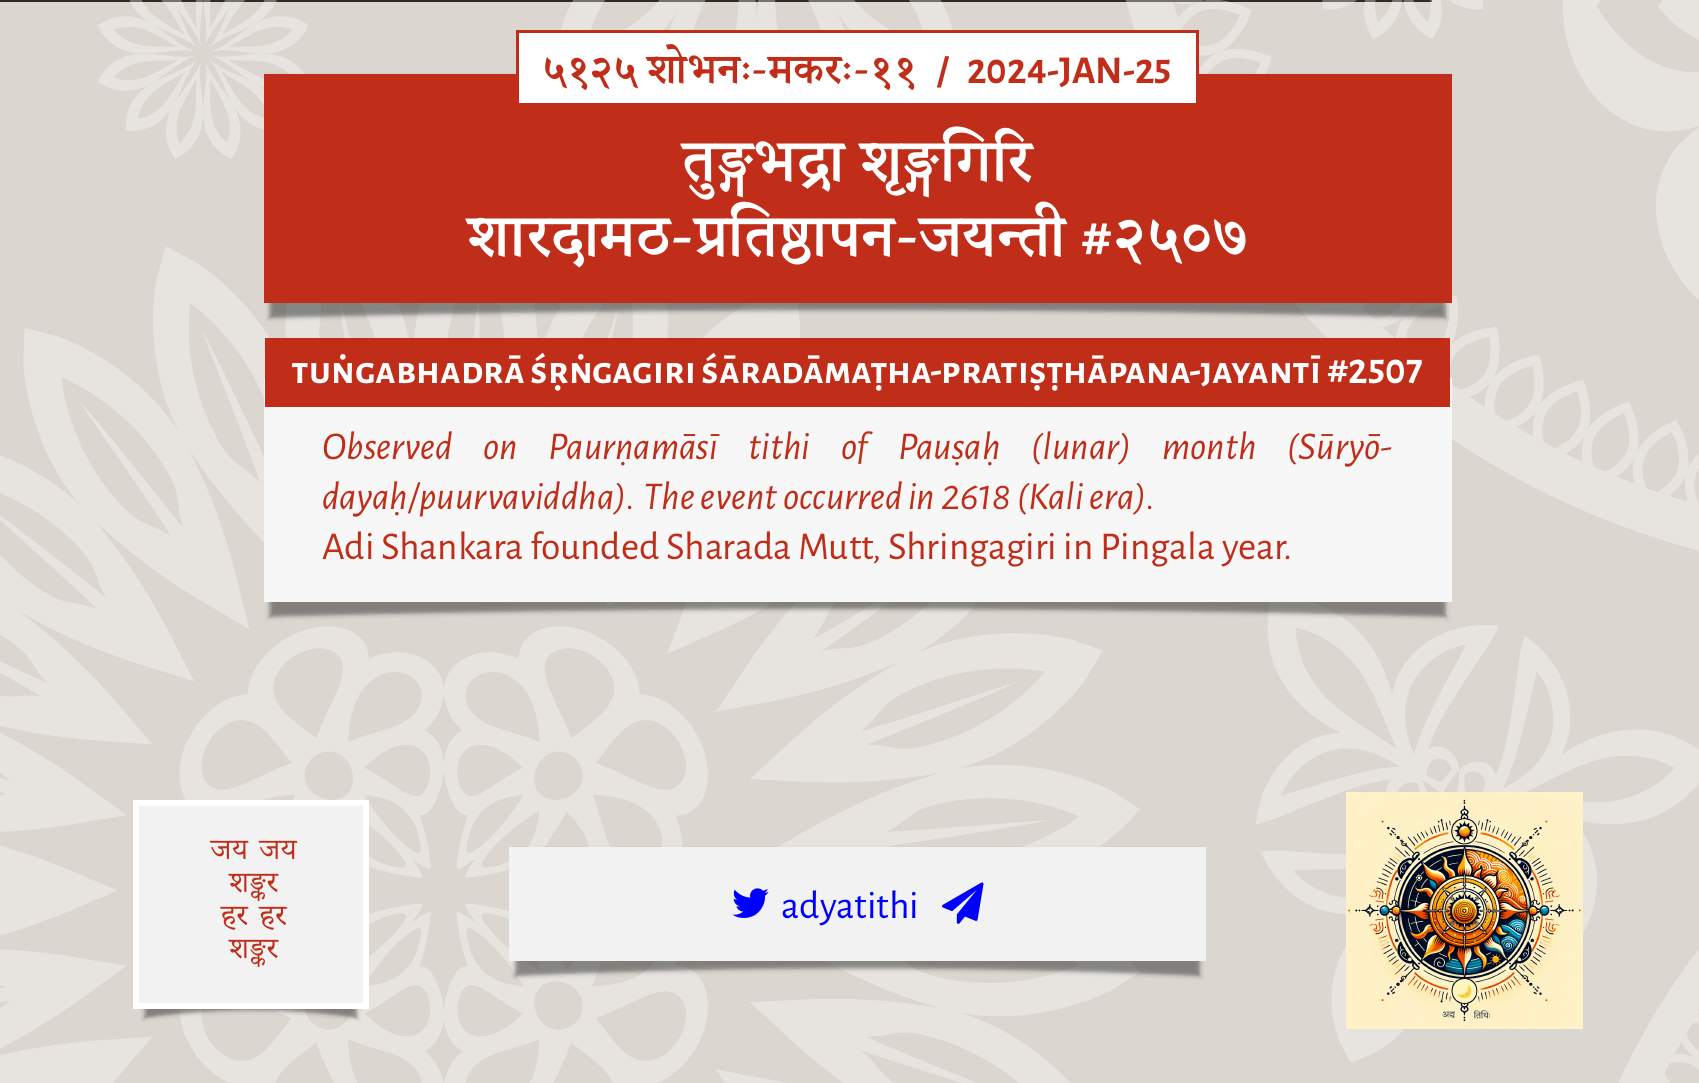 ५१२५ शोभनः-मकरः-११ / 2024-JAN-25
तुङ्गभद्रा शृङ्गगिरि
शारदामठ-प्रतिष्ठापन-जयन्ती #२५०७
TUṄGABHADRĀ ŚṚṄGAGIRI ŚĀRADĀMAṬHA-PRATIṢṬHĀPANA-JAYANTĪ #2507
Observed on Paurṇamāsī tithi of Pauṣaḥ (lunar) month (Sūryō-
dayaḥ/puurvaviddha). The event occurred in 2618 (Kali era).
Adi Shankara founded Sharada Mutt, Shringagiri in Pingala year.
जय जय
शङ्कर
हर हर
शङ्कर
adyatithi
अद्य तिथिः